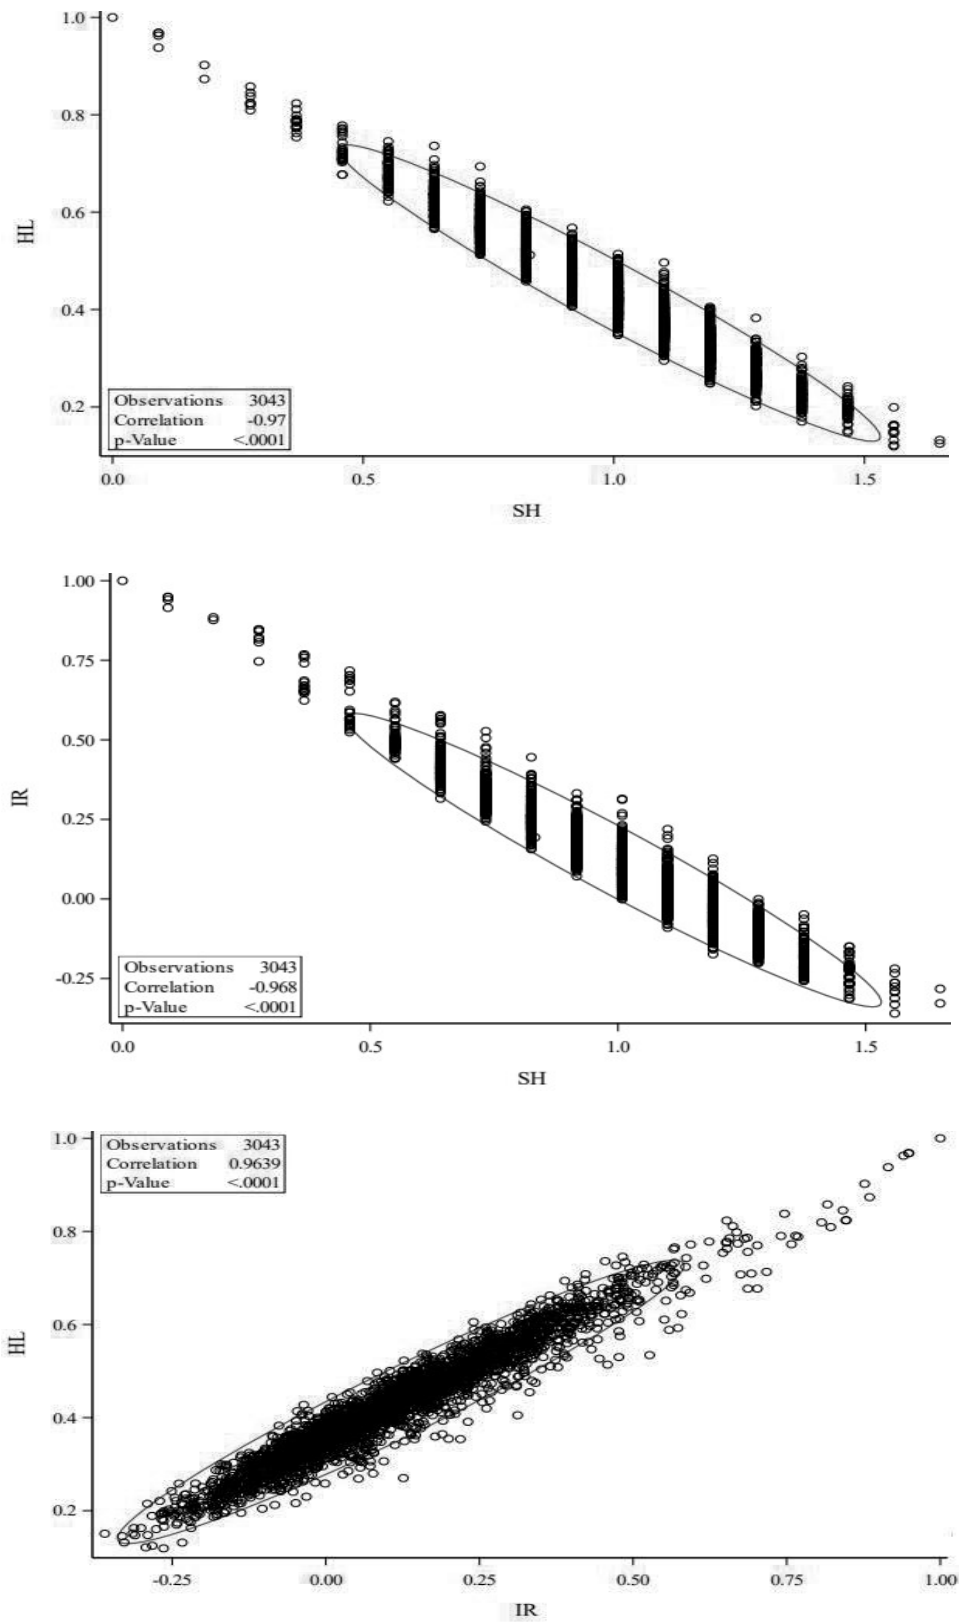 1.0
0.8
0.6
0.4
0.2
HL
Observations 3043
Correlation -0.97
p-Value <.0001
0.0 0.5 1.0 1.5
SH
1.00
0.75
0.50
0.25
0.00
-0.25
IR
Observations 3043
Correlation -0.968
p-Value <.0001
0.0 0.5 1.0 1.5
SH
1.0
0.8
0.6
0.4
0.2
HL
Observations 3043
Correlation 0.9639
p-Value <.0001
-0.25 0.00 0.25 0.50 0.75 1.00
IR